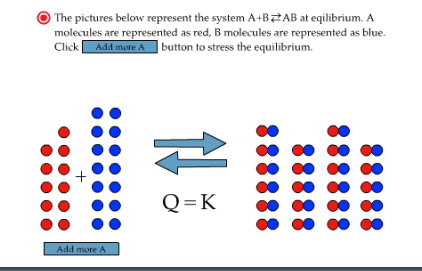 The pictures below represent the system A+B⇄AB at eqilibrium. A
molecules are represented as red, B molecules are represented as blue.
Click Add more A button to stress the equilibrium.
+
Q=K
Add more A